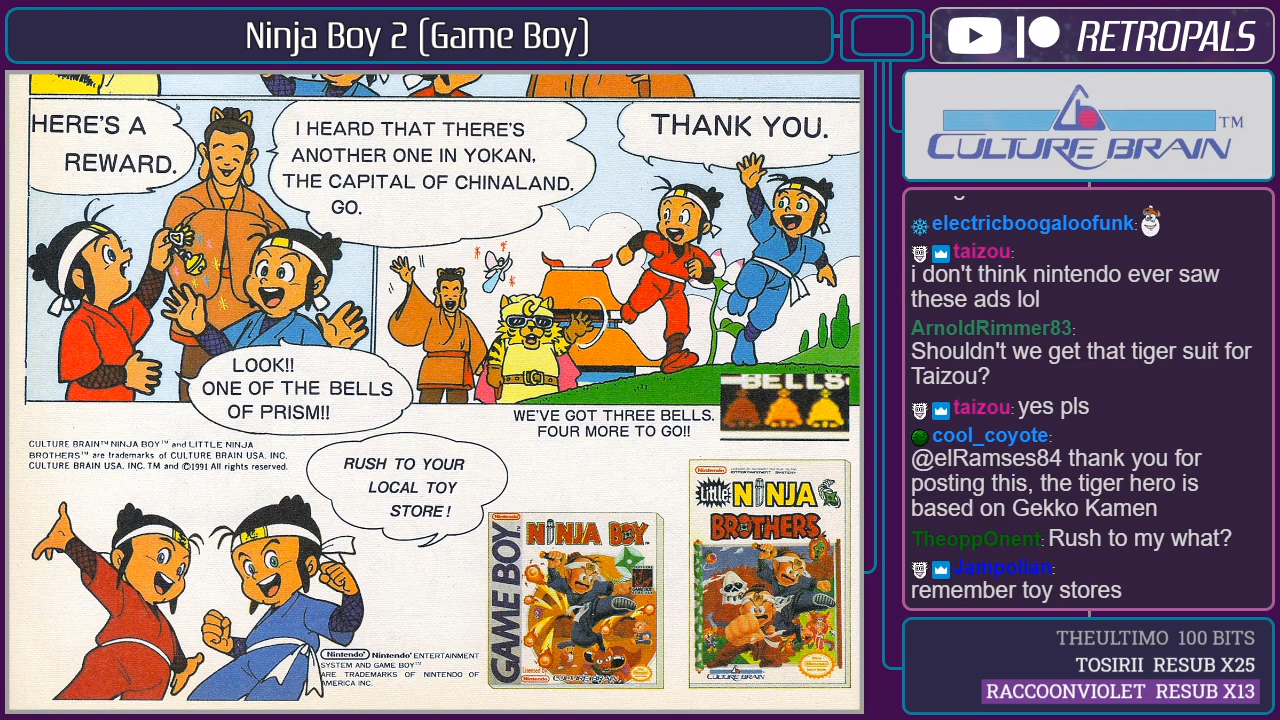 Ninja Boy 2 (Game Boy)
RETROPALS
HERE'S A
REWARD.
I HEARD THAT THERE'S
ANOTHER ONE IN YOKAN,
THE CAPITAL OF CHINALAND.
GO.
THANK YOU.
LOOK!!
ONE OF THE BELLS
OF PRISM!!
BELLS
WE'VE GOT THREE BELLS.
FOUR MORE TO GO!!
CULTURE BRAIN™ NINJA BOY™ and LITTLE NINJA
BROTHERS™ are trademarks of CULTURE BRAIN USA. INC.
CULTURE BRAIN USA. INC. TM and ©1991 All rights reserved.
RUSH TO YOUR
LOCAL TOY
STORE!
GAME BOY
Nintendo
NINJA BOY™
CULTURE BRAIN
Nintendo
Little NINJA
BROTHERS
CULTURE BRAIN
Nintendo® Nintendo® ENTERTAINMENT
SYSTEM AND GAME BOY™
ARE TRADEMARKS OF NINTENDO OF
AMERICA INC.
CULTURE BRAIN TM
electricboogaloofunk:
taizou:
i don't think nintendo ever saw
these ads lol
ArnoldRimmer83:
Shouldn't we get that tiger suit for
Taizou?
taizou: yes pls
cool_coyote:
@elRamses84 thank you for
posting this, the tiger hero is
based on Gekko Kamen
TheoppOnent: Rush to my what?
Jampolian:
remember toy stores
THEULTIMO 100 BITS
TOSIRII RESUB X25
RACCOONVIOLET RESUB X13